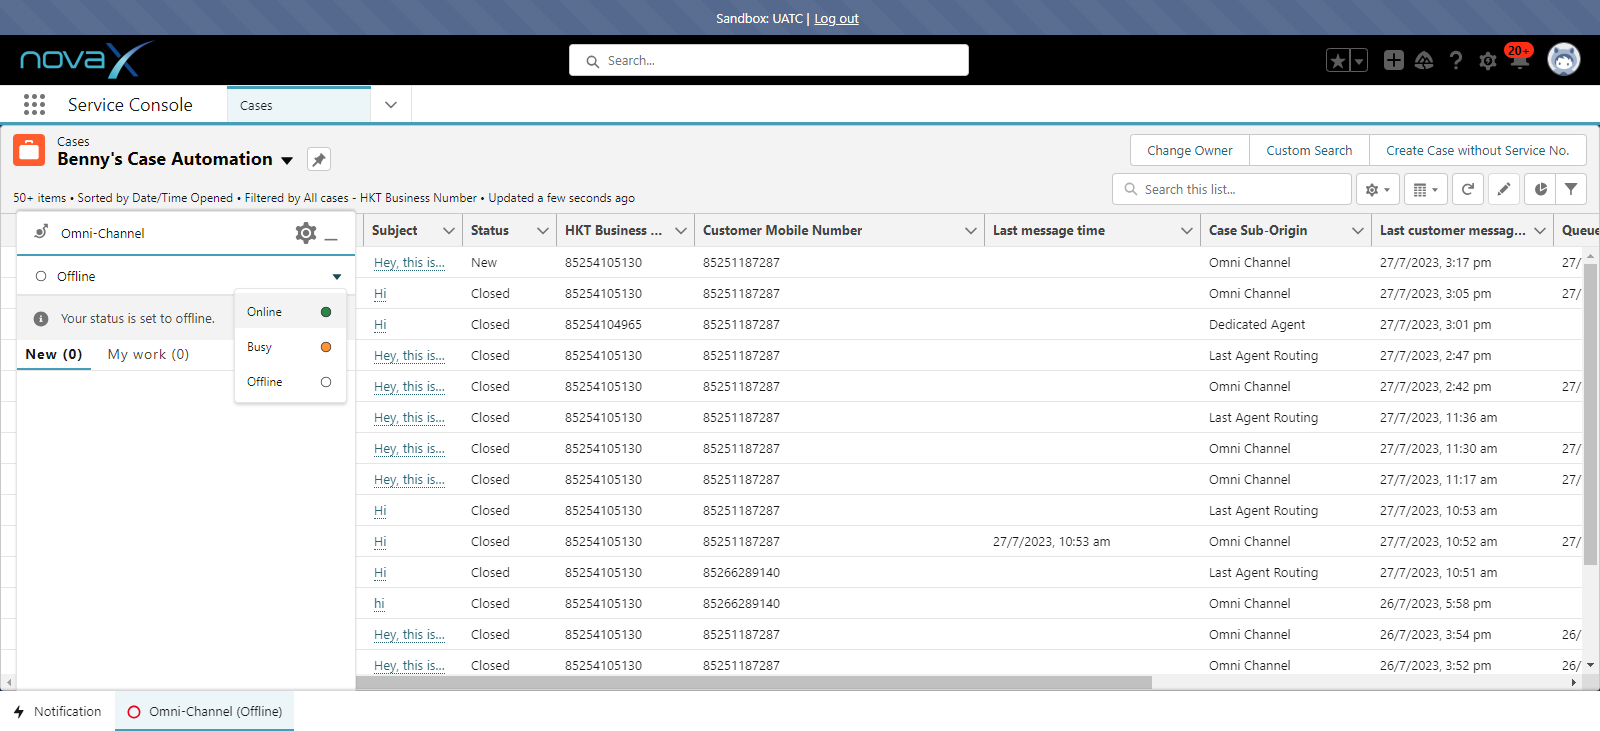 Sandbox: UATC | Log out
novax
Search...
20+
Service Console
Cases
Cases
Benny's Case Automation
Change Owner
Custom Search
Create Case without Service No.
50+ items • Sorted by Date/Time Opened • Filtered by All cases - HKT Business Number • Updated a few seconds ago
Search this list...
Omni-Channel
Offline
Online
Busy
Offline
Your status is set to offline.
New (0) My work (0)
Subject Status HKT Business ... Customer Mobile Number Last message time Case Sub-Origin Last customer messag... Queue
Hey, this is... New 85254105130 85251187287 Omni Channel 27/7/2023, 3:17 pm 27/
Hi Closed 85254105130 85251187287 Omni Channel 27/7/2023, 3:05 pm 27/
Hi Closed 85254104965 85251187287 Dedicated Agent 27/7/2023, 3:01 pm
Hey, this is... Closed 85254105130 85251187287 Last Agent Routing 27/7/2023, 2:47 pm
Hey, this is... Closed 85254105130 85251187287 Omni Channel 27/7/2023, 2:42 pm 27/
Hey, this is... Closed 85254105130 85251187287 Last Agent Routing 27/7/2023, 11:36 am
Hey, this is... Closed 85254105130 85251187287 Omni Channel 27/7/2023, 11:30 am 27/
Hey, this is... Closed 85254105130 85251187287 Omni Channel 27/7/2023, 11:17 am 27/
Hi Closed 85254105130 85251187287 Last Agent Routing 27/7/2023, 10:53 am
Hi Closed 85254105130 85251187287 27/7/2023, 10:53 am Omni Channel 27/7/2023, 10:52 am 27/
Hi Closed 85254105130 85266289140 Last Agent Routing 27/7/2023, 10:51 am
hi Closed 85254105130 85266289140 Omni Channel 26/7/2023, 5:58 pm
Hey, this is... Closed 85254105130 85251187287 Omni Channel 26/7/2023, 3:54 pm 26/
Hey, this is... Closed 85254105130 85251187287 Omni Channel 26/7/2023, 3:52 pm 26/
Notification
Omni-Channel (Offline)